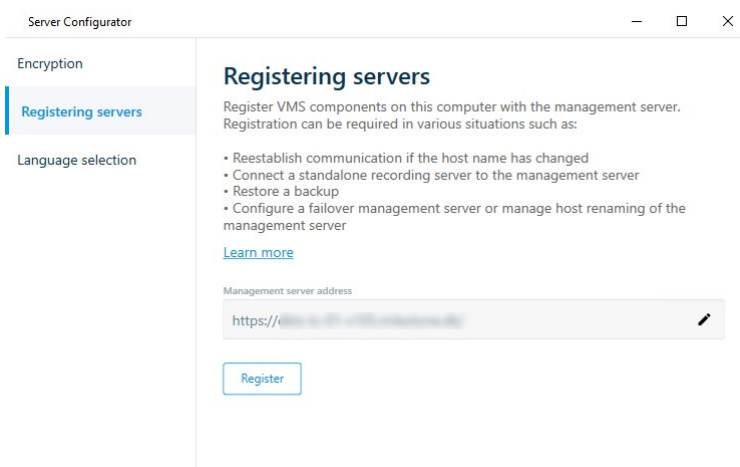 Server Configurator
Encryption
Registering servers
Language selection
Registering servers
Register VMS components on this computer with the management server.
Registration can be required in various situations such as:
• Reestablish communication if the host name has changed
• Connect a standalone recording server to the management server
• Restore a backup
• Configure a failover management server or manage host renaming of the
management server
Learn more
Management server address
https://
Register